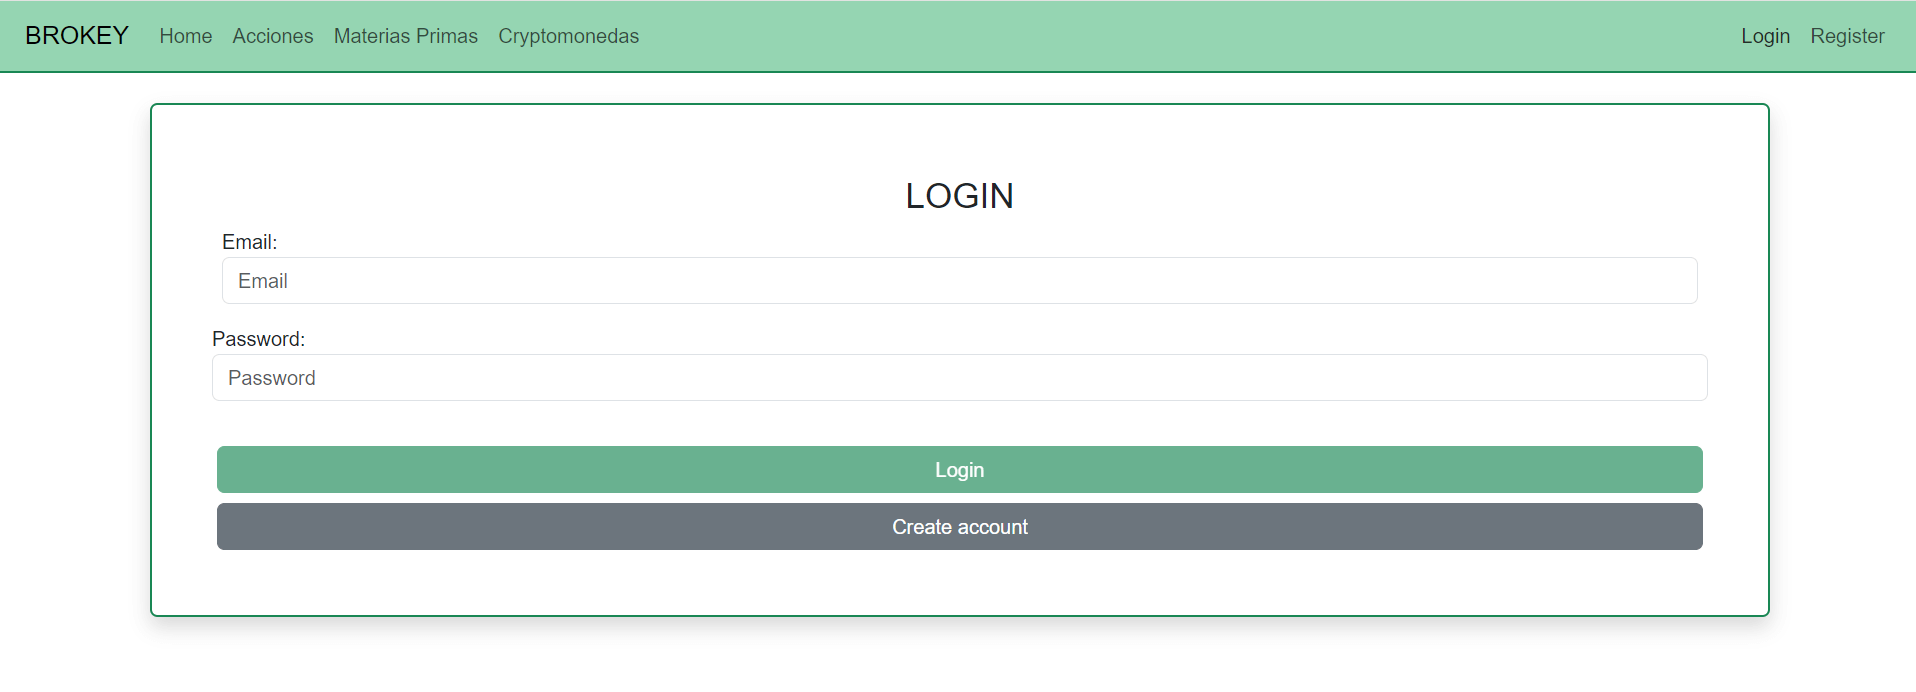 BROKEY Home Acciones Materias Primas Cryptomonedas Login Register
LOGIN
Email:
Email
Password:
Password
Login
Create account